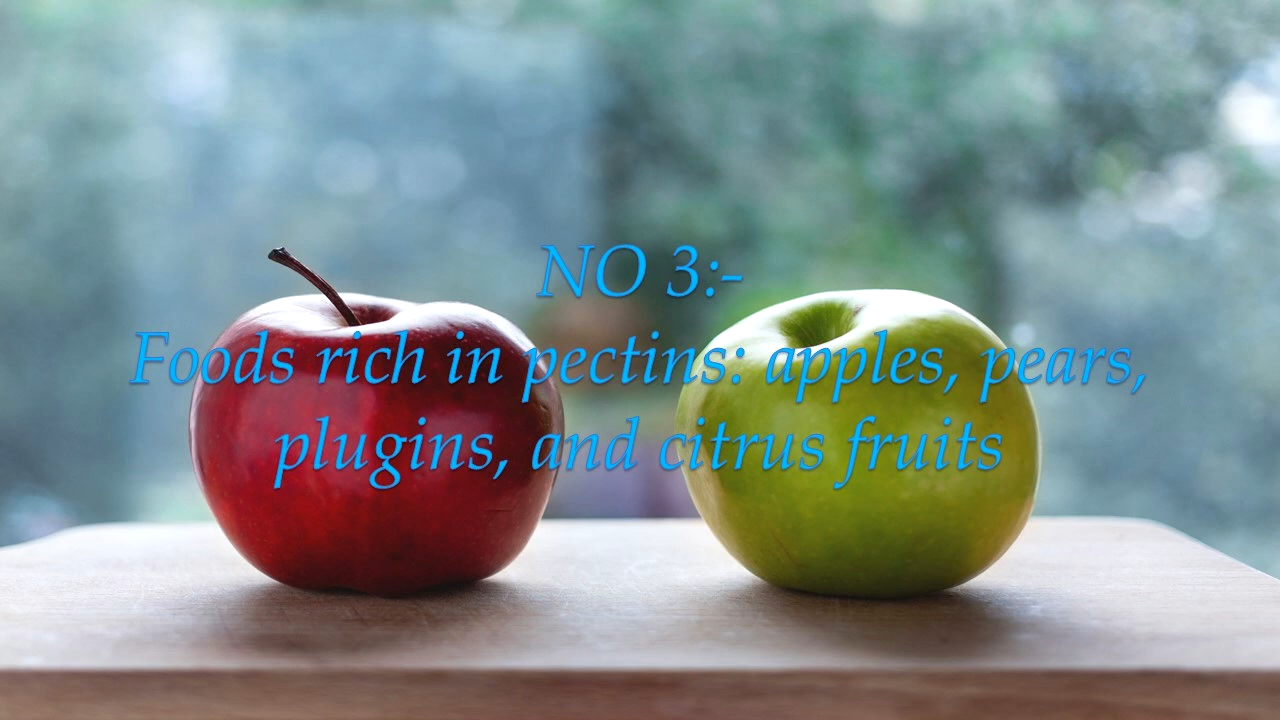 NO 3:-
Foods rich in pectins: apples, pears,
plugins, and citrus fruits